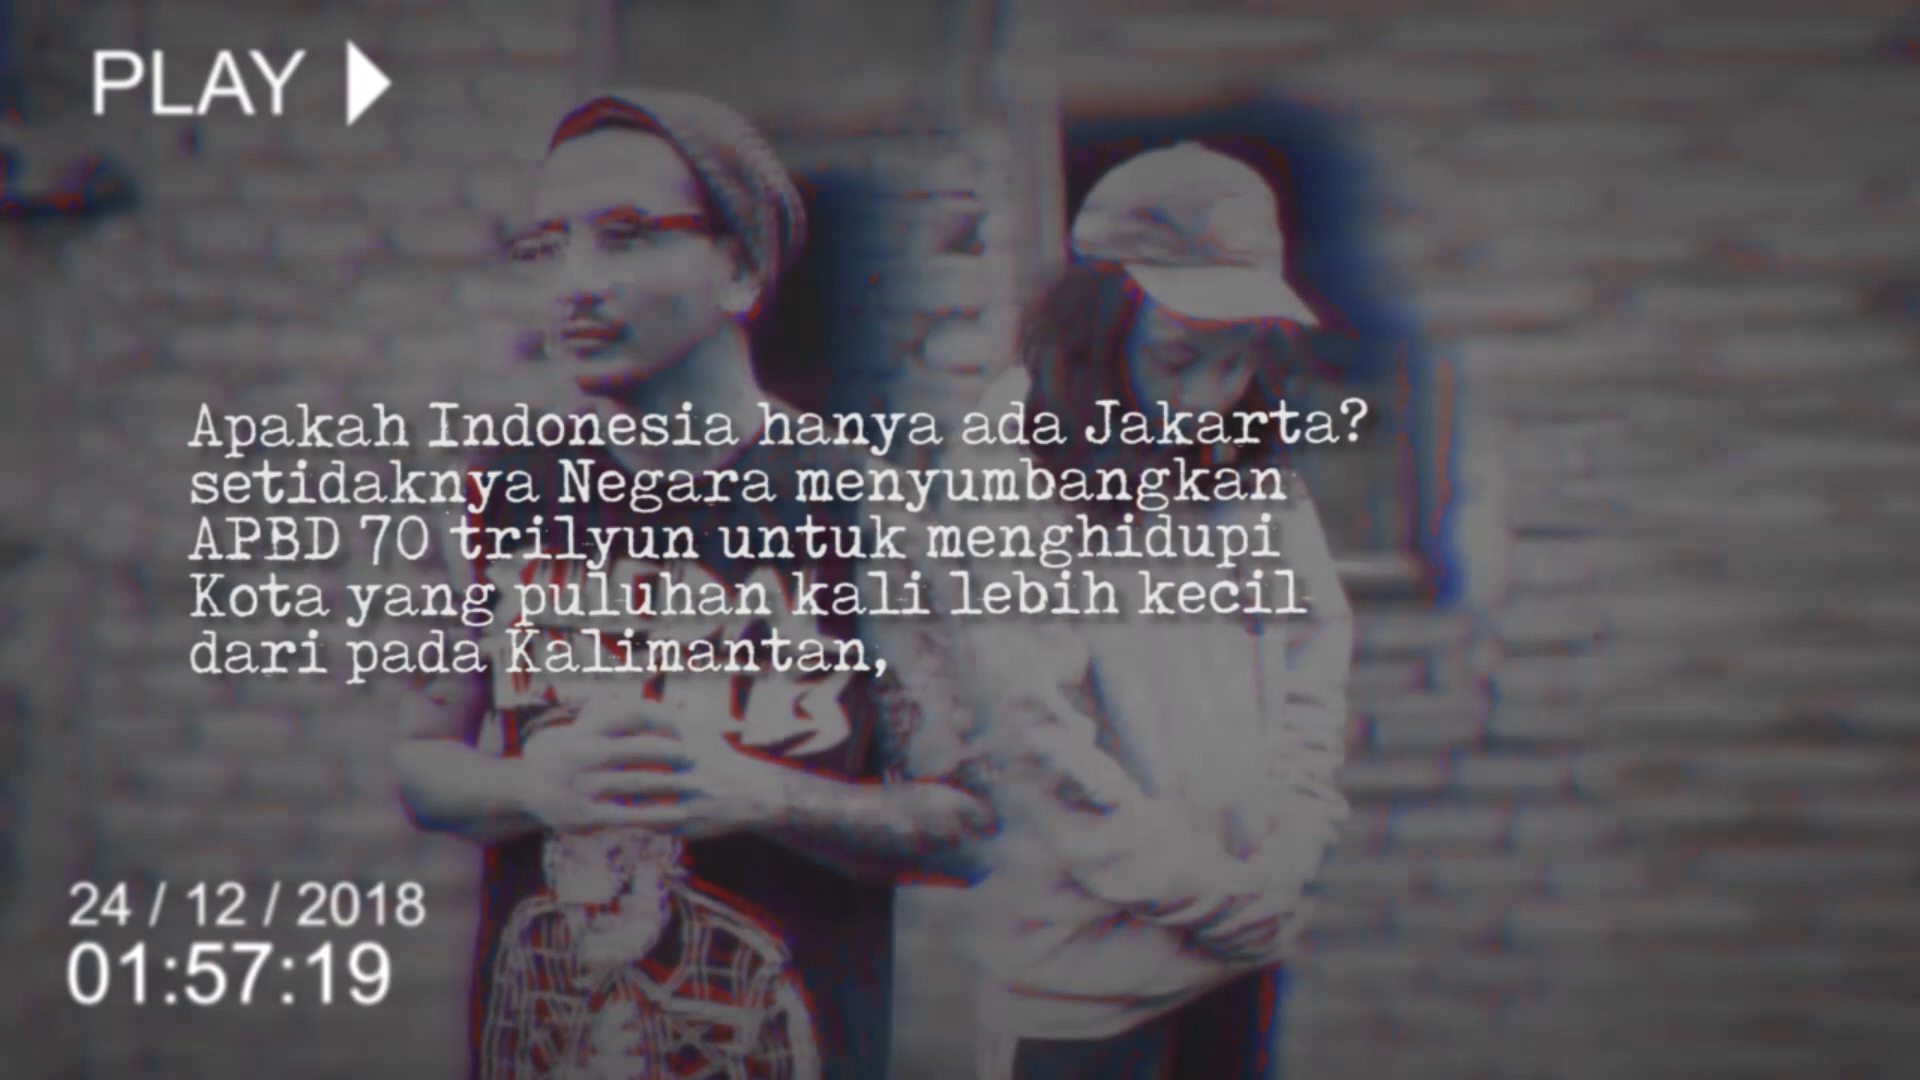 PLAY
Apakah Indonesia hanya ada Jakarta?
setidaknya Negara menyumbangkan
APBD 70 trilyun untuk menghidupi
Kota yang puluhan kali lebih kecil
dari pada Kalimantan,
24 / 12 / 2018
01:57:19